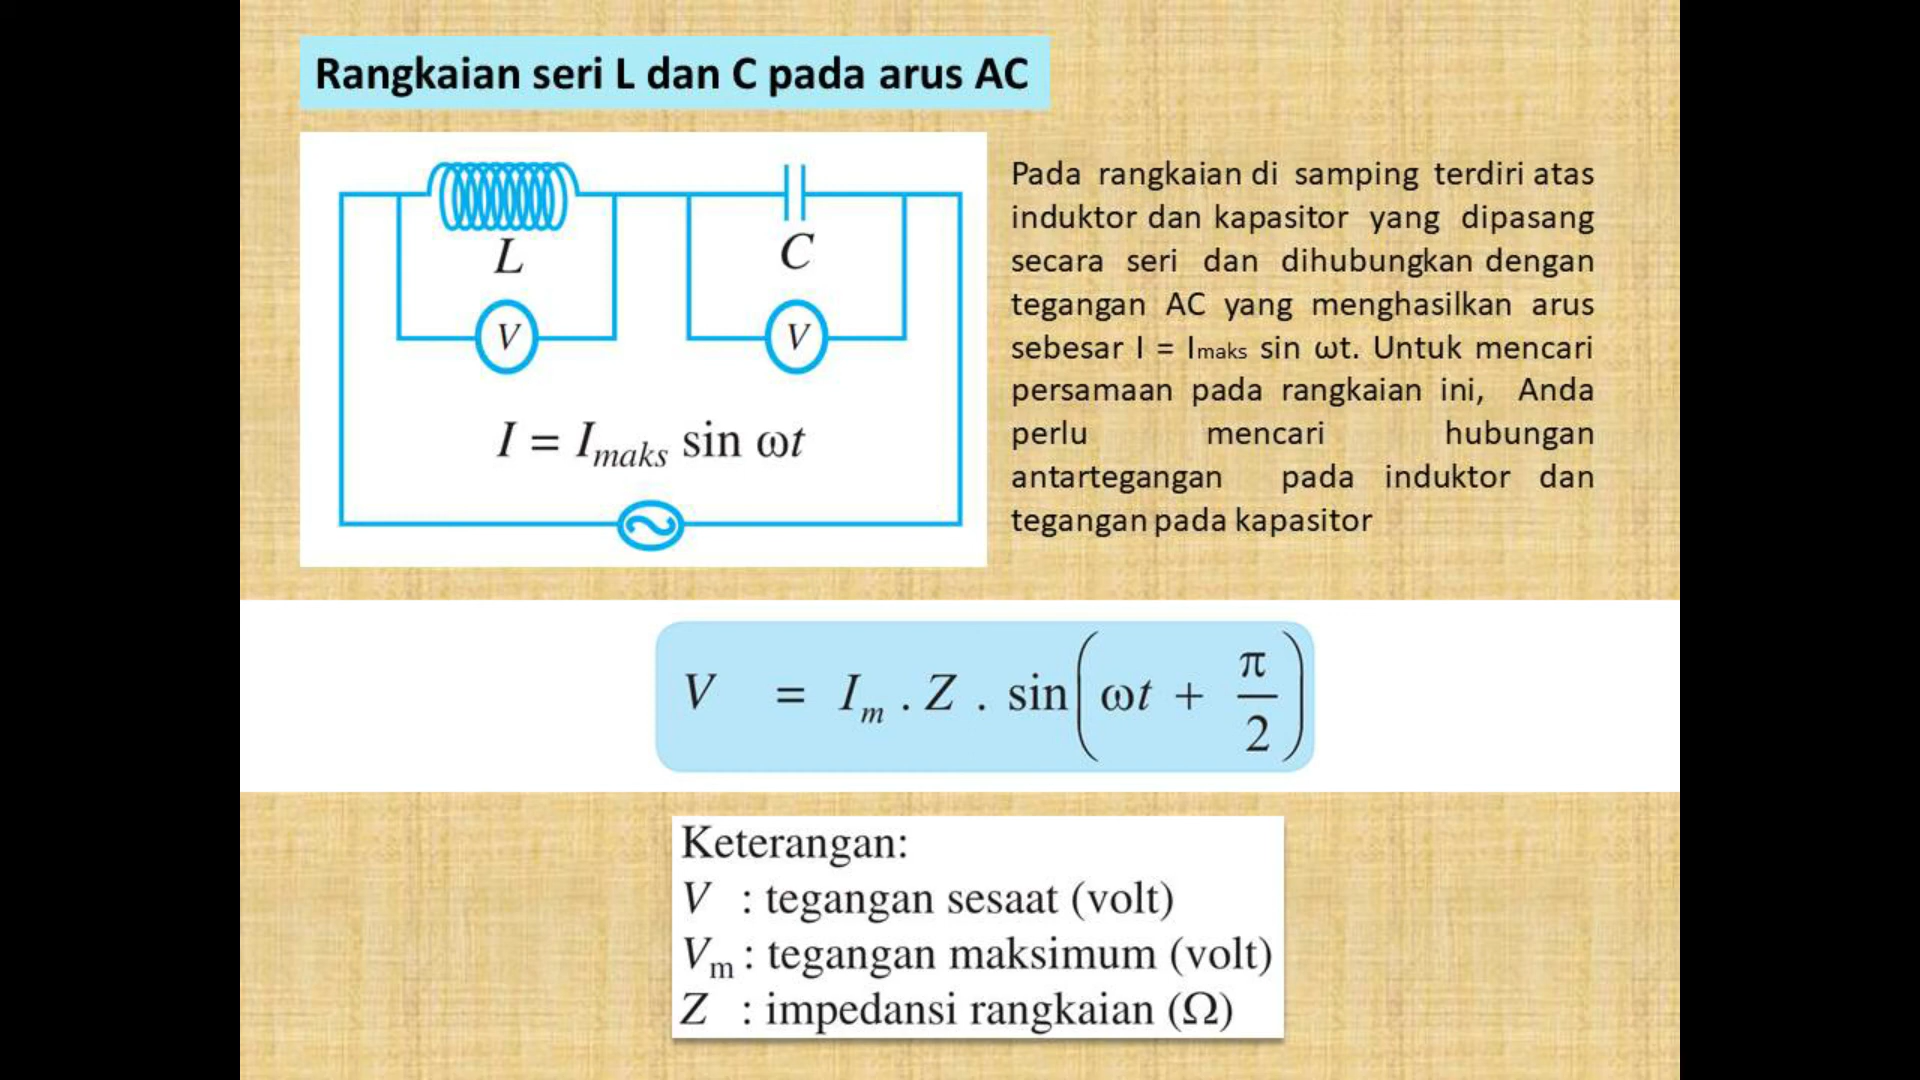 Rangkaian seri L dan C pada arus AC
L
C
V
V
I = Imaks sin ωt
Pada rangkaian di samping terdiri atas
induktor dan kapasitor yang dipasang
secara seri dan dihubungkan dengan
tegangan AC yang menghasilkan arus
sebesar I = Imaks sin ωt. Untuk mencari
persamaan pada rangkaian ini, Anda
perlu mencari hubungan
antartegangan pada induktor dan
tegangan pada kapasitor
V = Im . Z . sin(ωt + π/2)
Keterangan:
V : tegangan sesaat (volt)
Vm : tegangan maksimum (volt)
Z : impedansi rangkaian (Ω)